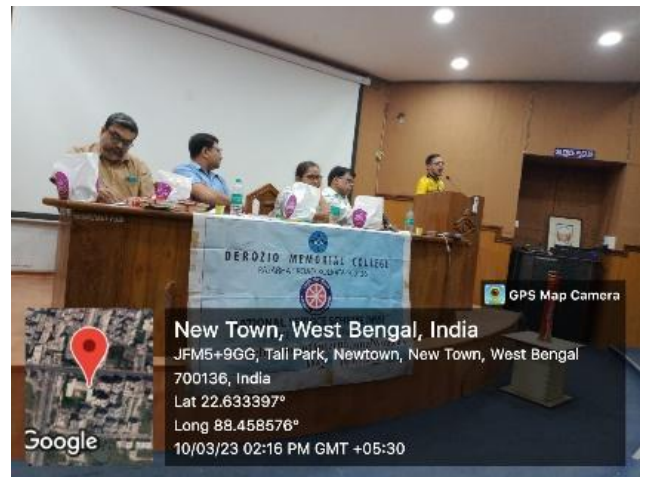 DEROZIO MEMORIAL COLLEGE
GPS Map Camera
New Town, West Bengal, India
JFM5+9GG, Tali Park, Newtown, New Town, West Bengal
700136, India
Lat 22.633397°
Long 88.458576°
10/03/23 02:16 PM GMT +05:30
Google